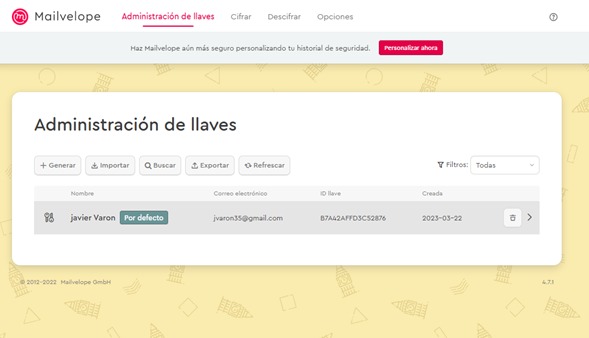 Mailvelope Administración de llaves Cifrar Descifrar Opciones
Haz Mailvelope aún más seguro personalizando tu historial de seguridad. Personalizar ahora
Administración de llaves
Generar Importar Buscar Exportar Refrescar Filtros: Todas
Nombre Correo electrónico ID llave Creada
javier Varon Por defecto jvaron35@gmail.com B7A42AFFD3C52876 2023-03-22
© 2012-2022 Mailvelope GmbH 4.7.1